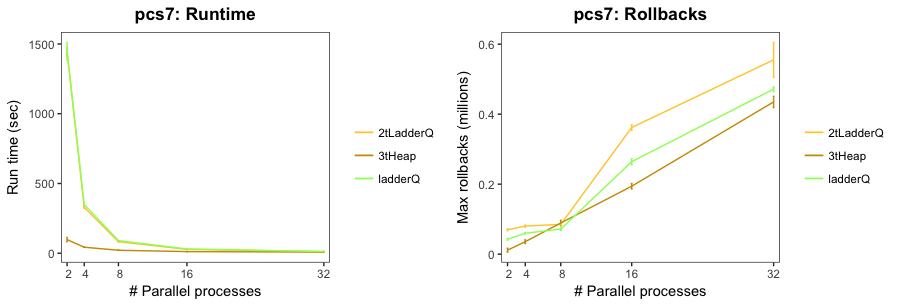 pcs7: Runtime
Run time (sec)
1500
1000
500
0
2 4 8 16 32
# Parallel processes
2tLadderQ
3tHeap
ladderQ
pcs7: Rollbacks
Max rollbacks (millions)
0.6
0.4
0.2
0
2 4 8 16 32
# Parallel processes
2tLadderQ
3tHeap
ladderQ